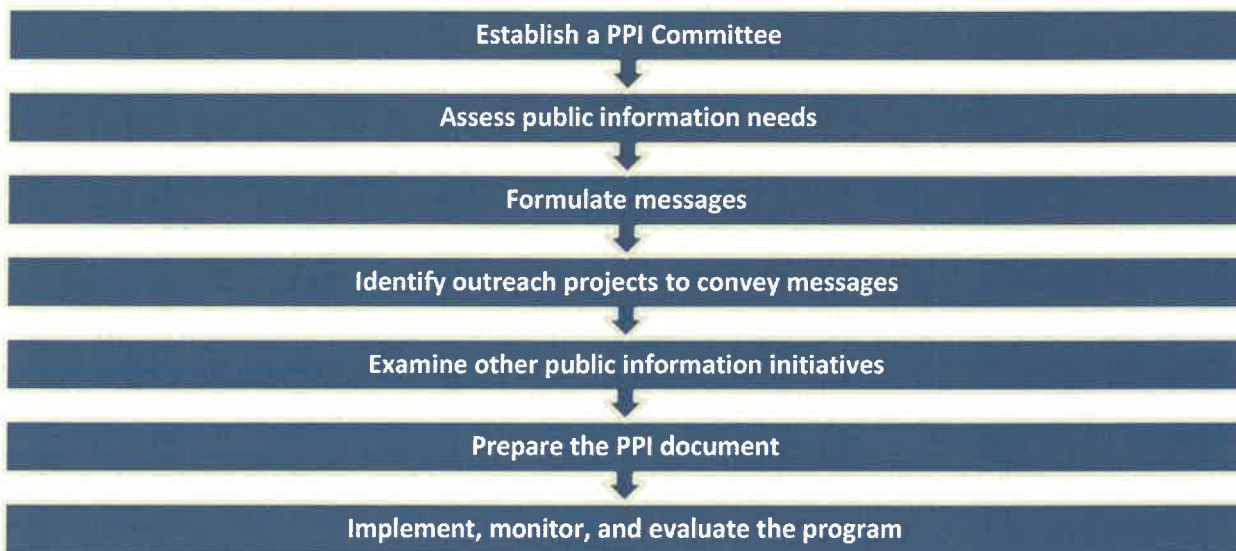 Establish a PPI Committee
Assess public information needs
Formulate messages
Identify outreach projects to convey messages
Examine other public information initiatives
Prepare the PPI document
Implement, monitor, and evaluate the program